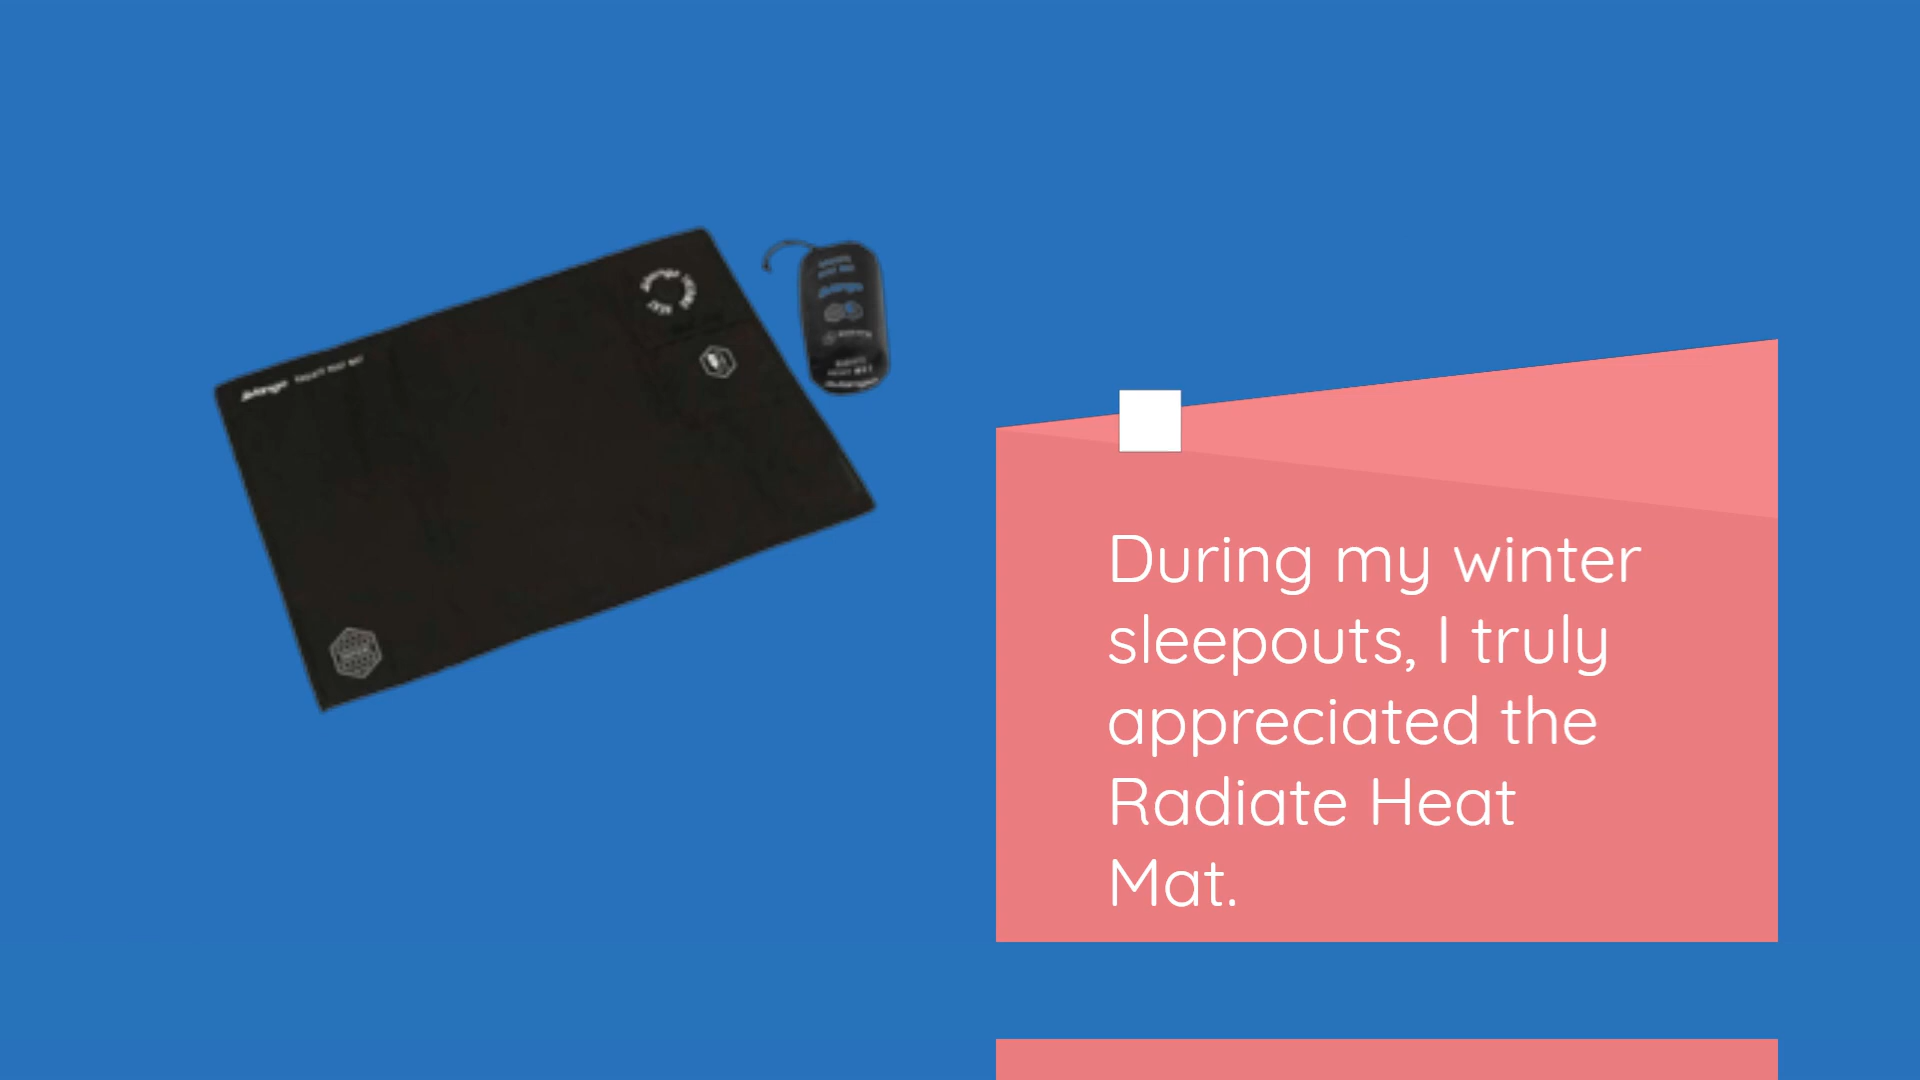 During my winter
sleepouts, I truly
appreciated the
Radiate Heat
Mat.